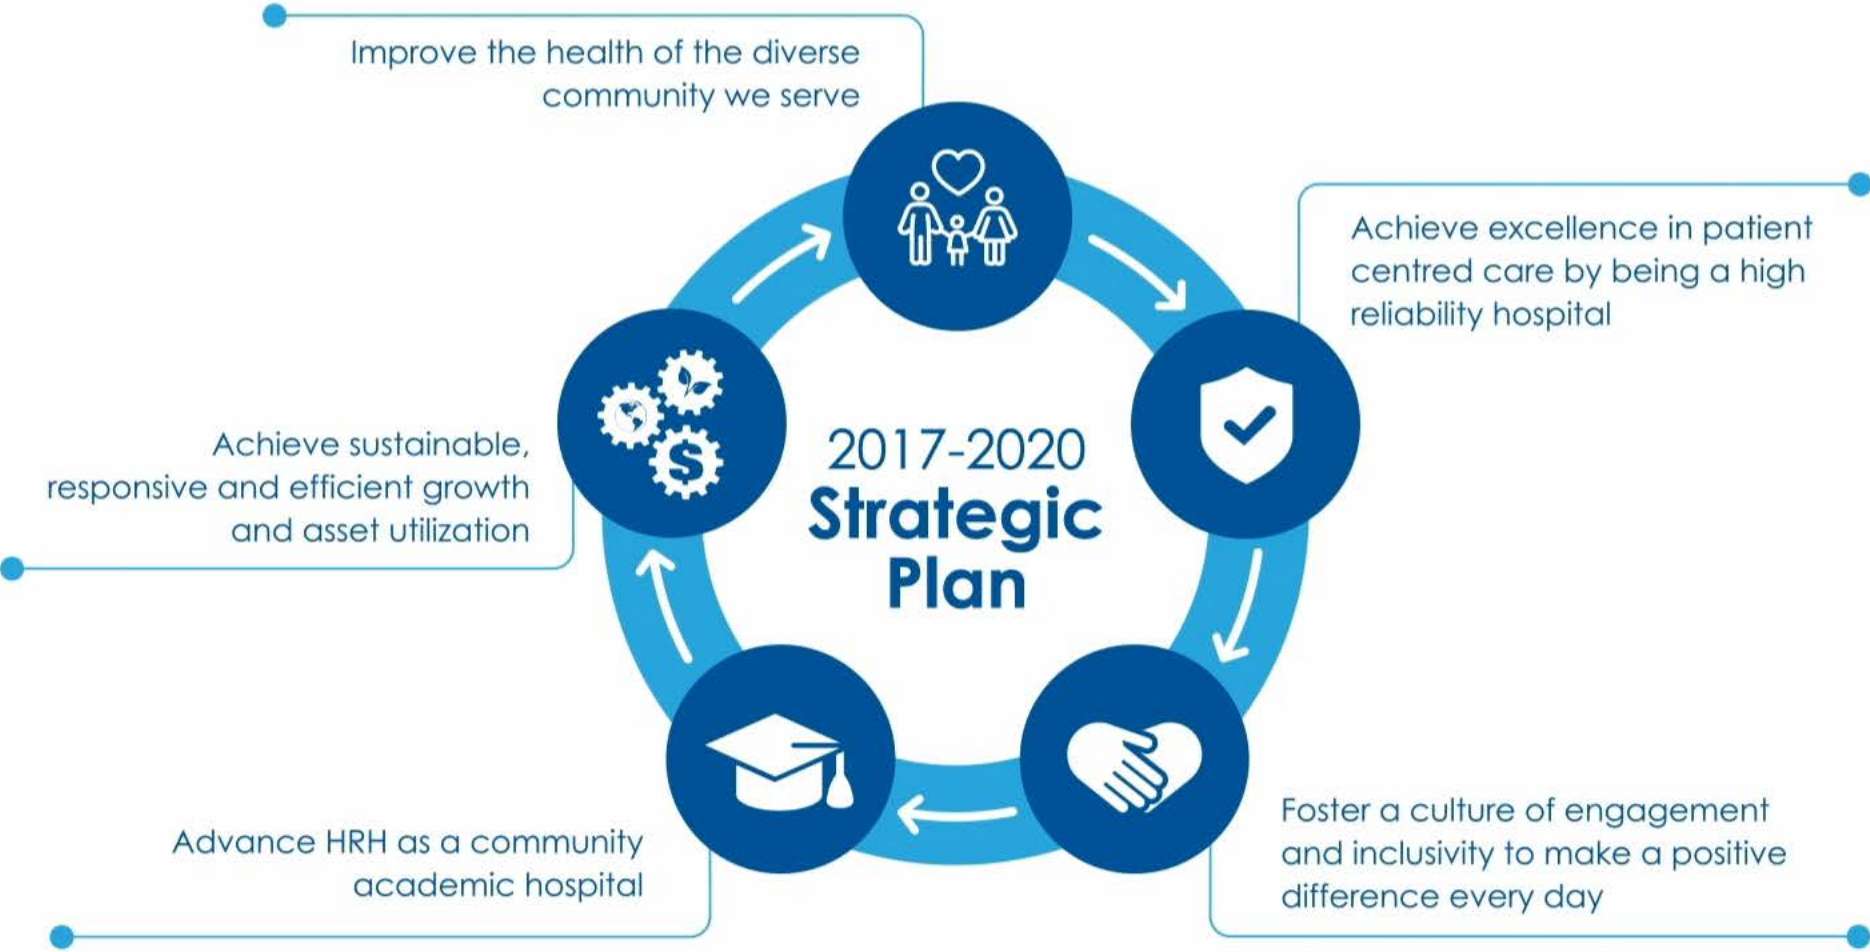 Improve the health of the diverse
community we serve
Achieve excellence in patient
centred care by being a high
reliability hospital
Achieve sustainable,
responsive and efficient growth
and asset utilization
$
2017-2020
Strategic
Plan
Foster a culture of engagement
and inclusivity to make a positive
difference every day
Advance HRH as a community
academic hospital